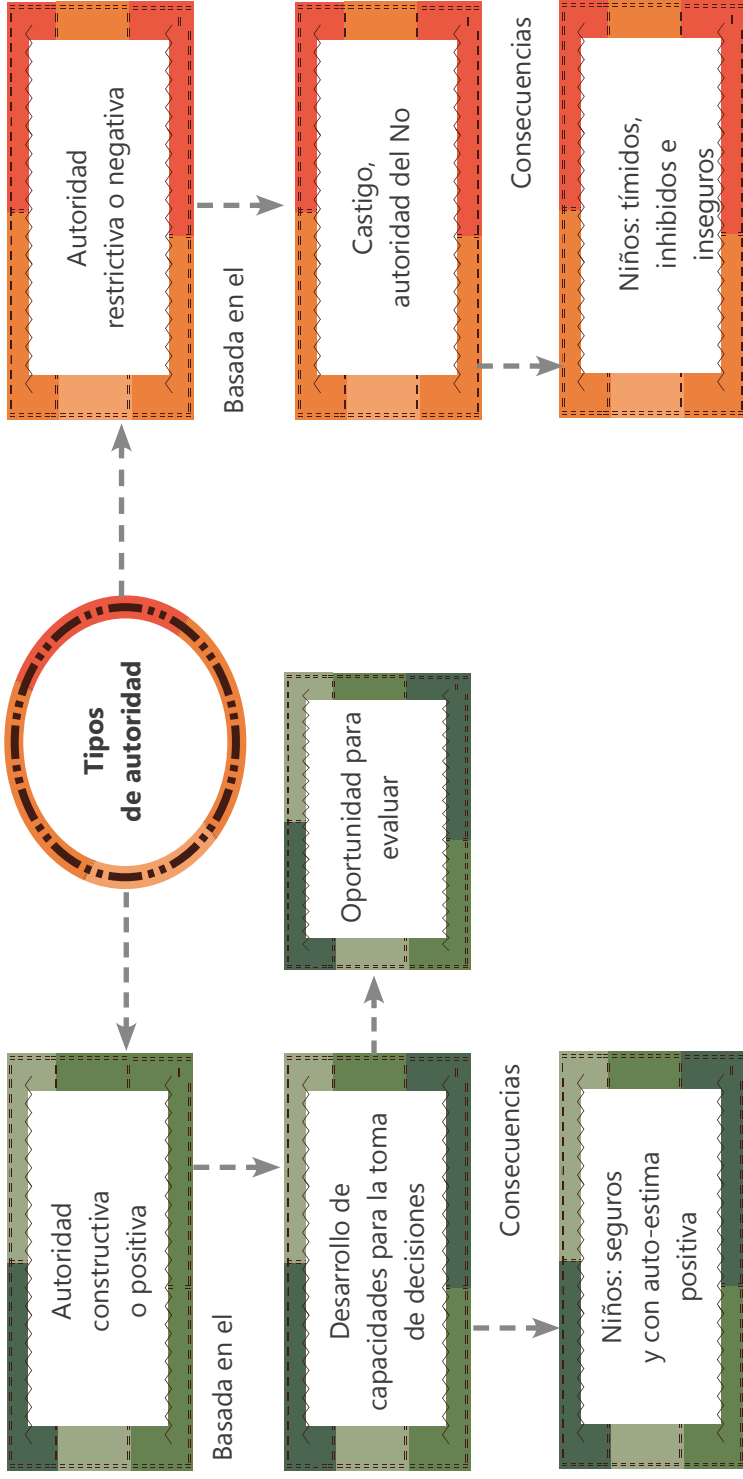 Tipos
de autoridad
Autoridad
constructiva
o positiva
Basada en el
Desarrollo de
capacidades para la toma
de decisiones
Oportunidad para
evaluar
Consecuencias
Niños: seguros
y con auto-estima
positiva
Autoridad
restrictiva o negativa
Basada en el
Castigo,
autoridad del No
Consecuencias
Niños: tímidos,
inhibidos e
inseguros